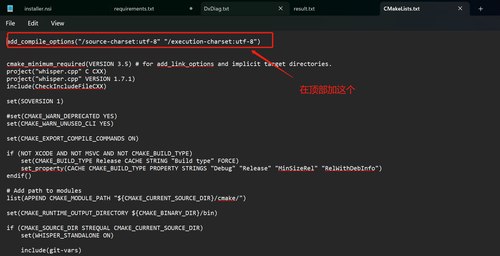 installer.nsi
requirements.txt
DxDiag.txt
result.txt
CMakeLists.txt
File Edit View
add_compile_options("/source-charset:utf-8" "/execution-charset:utf-8")
在顶部加这个
cmake_minimum_required(VERSION 3.5) # for add_link_options and implicit target directories.
project("whisper.cpp" C CXX)
project("whisper.cpp" VERSION 1.7.1)
include(CheckIncludeFileCXX)
set(SOVERSION 1)
#set(CMAKE_WARN_DEPRECATED YES)
set(CMAKE_WARN_UNUSED_CLI YES)
set(CMAKE_EXPORT_COMPILE_COMMANDS ON)
if (NOT XCODE AND NOT MSVC AND NOT CMAKE_BUILD_TYPE)
set(CMAKE_BUILD_TYPE Release CACHE STRING "Build type" FORCE)
set_property(CACHE CMAKE_BUILD_TYPE PROPERTY STRINGS "Debug" "Release" "MinSizeRel" "RelWithDebInfo")
endif()
# Add path to modules
list(APPEND CMAKE_MODULE_PATH "${CMAKE_CURRENT_SOURCE_DIR}/cmake/")
set(CMAKE_RUNTIME_OUTPUT_DIRECTORY ${CMAKE_BINARY_DIR}/bin)
if (CMAKE_SOURCE_DIR STREQUAL CMAKE_CURRENT_SOURCE_DIR)
set(WHISPER_STANDALONE ON)
include(git-vars)